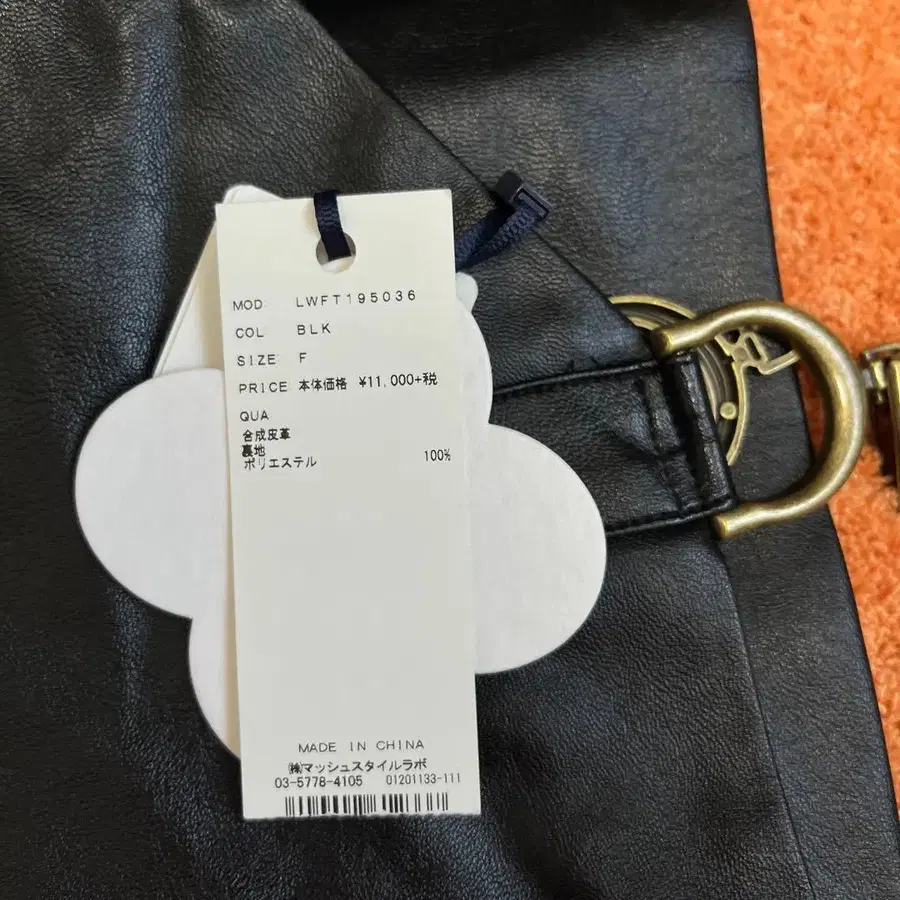 MOD: LWFT195036
COL BLK
SIZE: F
PRICE 本体価格 ¥11,000+税
QUA
合成皮革
裏地
ポリエステル 100%
MADE IN CHINA
㈱マッシュスタイルラボ
03-5778-4105 01201133-111